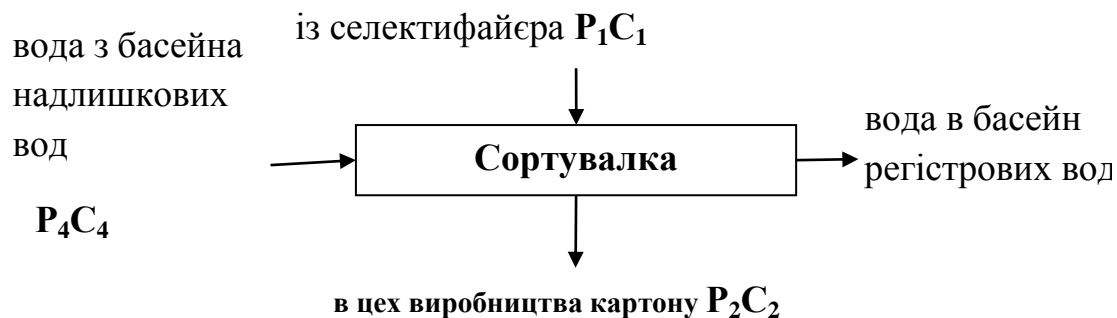 із селектифайєра P₁C₁
вода з басейна
надлишкових
вод
P₄C₄
Сортувалка
вода в басейн
регістрових вод
в цех виробництва картону P₂C₂